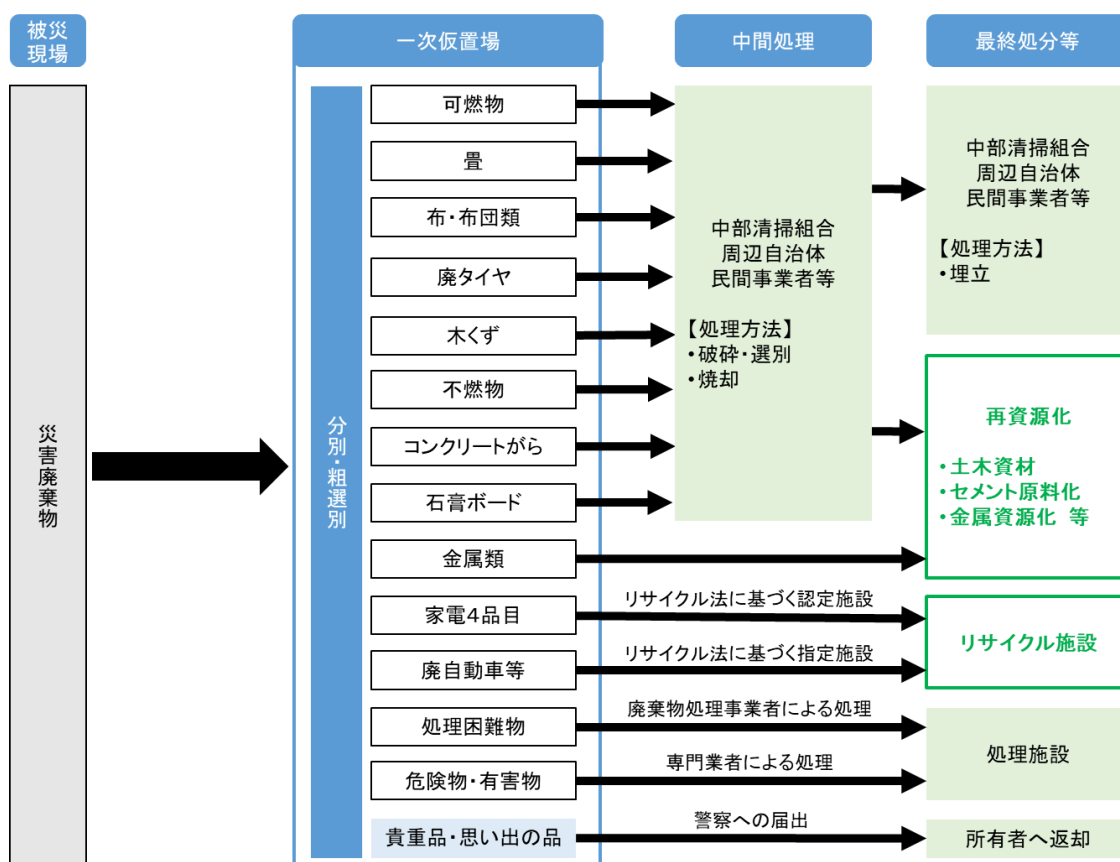 被災
現場
一次仮置場
中間処理
最終処分等
災害廃棄物
分別・粗選別
可燃物
畳
布・布団類
廃タイヤ
木くず
不燃物
コンクリートがら
石膏ボード
金属類
家電4品目
廃自動車等
処理困難物
危険物・有害物
貴重品・思い出の品
中部清掃組合
周辺自治体
民間事業者等
【処理方法】
・破砕・選別
・焼却
リサイクル法に基づく認定施設
リサイクル法に基づく指定施設
廃棄物処理事業者による処理
専門業者による処理
警察への届出
中部清掃組合
周辺自治体
民間事業者等
【処理方法】
・埋立
再資源化
・土木資材
・セメント原料化
・金属資源化 等
リサイクル施設
処理施設
所有者へ返却